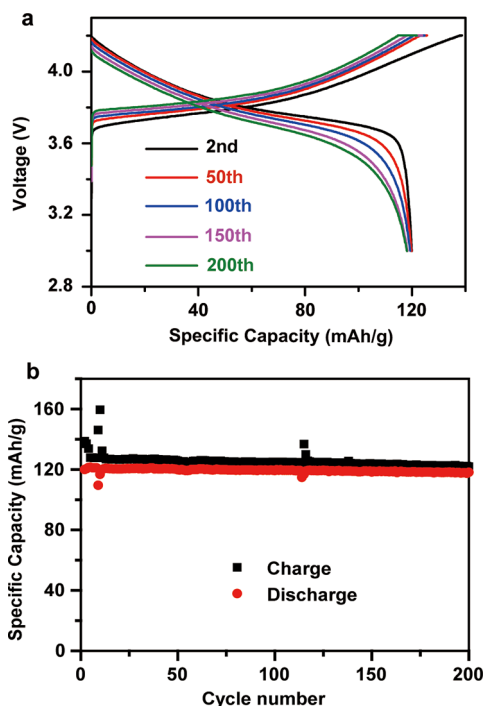 a
4.0
3.6
3.2
2.8
Voltage (V)
2nd
50th
100th
150th
200th
0
40
80
120
Specific Capacity (mAh/g)
b
160
120
80
40
0
Specific Capacity (mAh/g)
Charge
Discharge
0
50
100
150
200
Cycle number